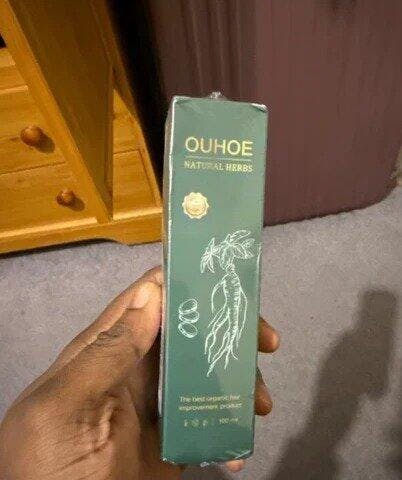 OUHOE
NATURAL HERBS
The best organic hair
improvement product
100 ml